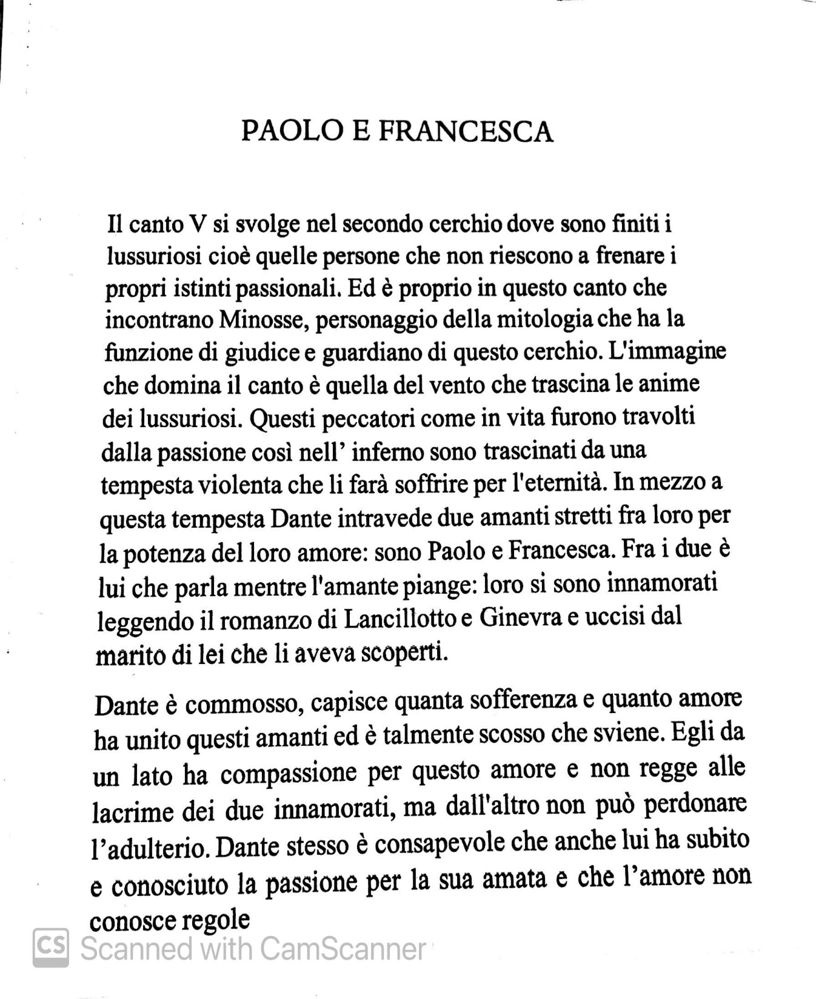 PAOLO E FRANCESCA
Il canto V si svolge nel secondo cerchio dove sono finiti i
lussuriosi cioè quelle persone che non riescono a frenare i
propri istinti passionali. Ed è proprio in questo canto che
incontrano Minosse, personaggio della mitologia che ha la
funzione di giudice e guardiano di questo cerchio. L'immagine
che domina il canto è quella del vento che trascina le anime
dei lussuriosi. Questi peccatori come in vita furono travolti
dalla passione così nell’ inferno sono trascinati da una
tempesta violenta che li farà soffrire per l'eternità. In mezzo a
questa tempesta Dante intravede due amanti stretti fra loro per
la potenza del loro amore: sono Paolo e Francesca. Fra i due è
lui che parla mentre l'amante piange: loro si sono innamorati
leggendo il romanzo di Lancillotto e Ginevra e uccisi dal
marito di lei che li aveva scoperti.
Dante è commosso, capisce quanta sofferenza e quanto amore
ha unito questi amanti ed è talmente scosso che sviene. Egli da
un lato ha compassione per questo amore e non regge alle
lacrime dei due innamorati, ma dall'altro non può perdonare
l’adulterio. Dante stesso è consapevole che anche lui ha subito
e conosciuto la passione per la sua amata e che l’amore non
conosce regole
CS Scanned with CamScanner